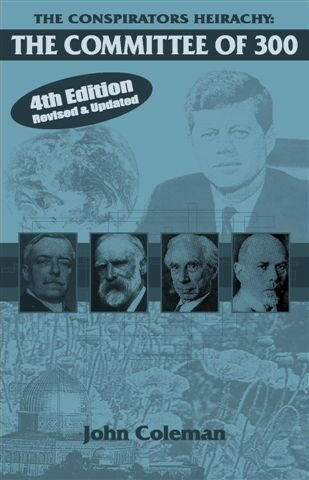 THE CONSPIRATORS HEIRACHY:
THE COMMITTEE OF 300
4th Edition
Revised & Updated
John Coleman